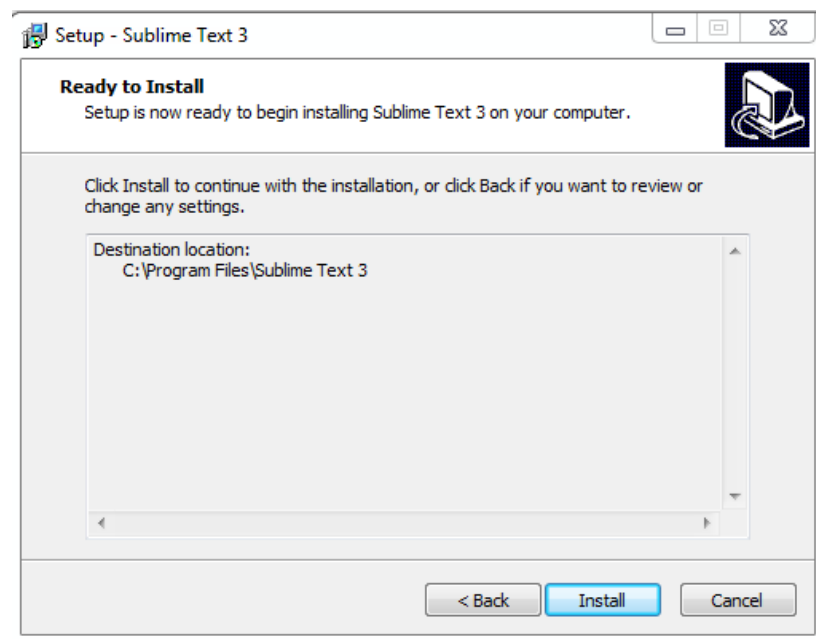 Setup - Sublime Text 3
Ready to Install
Setup is now ready to begin installing Sublime Text 3 on your computer.
Click Install to continue with the installation, or click Back if you want to review or
change any settings.
Destination location:
C:\Program Files\Sublime Text 3
< Back
Install
Cancel